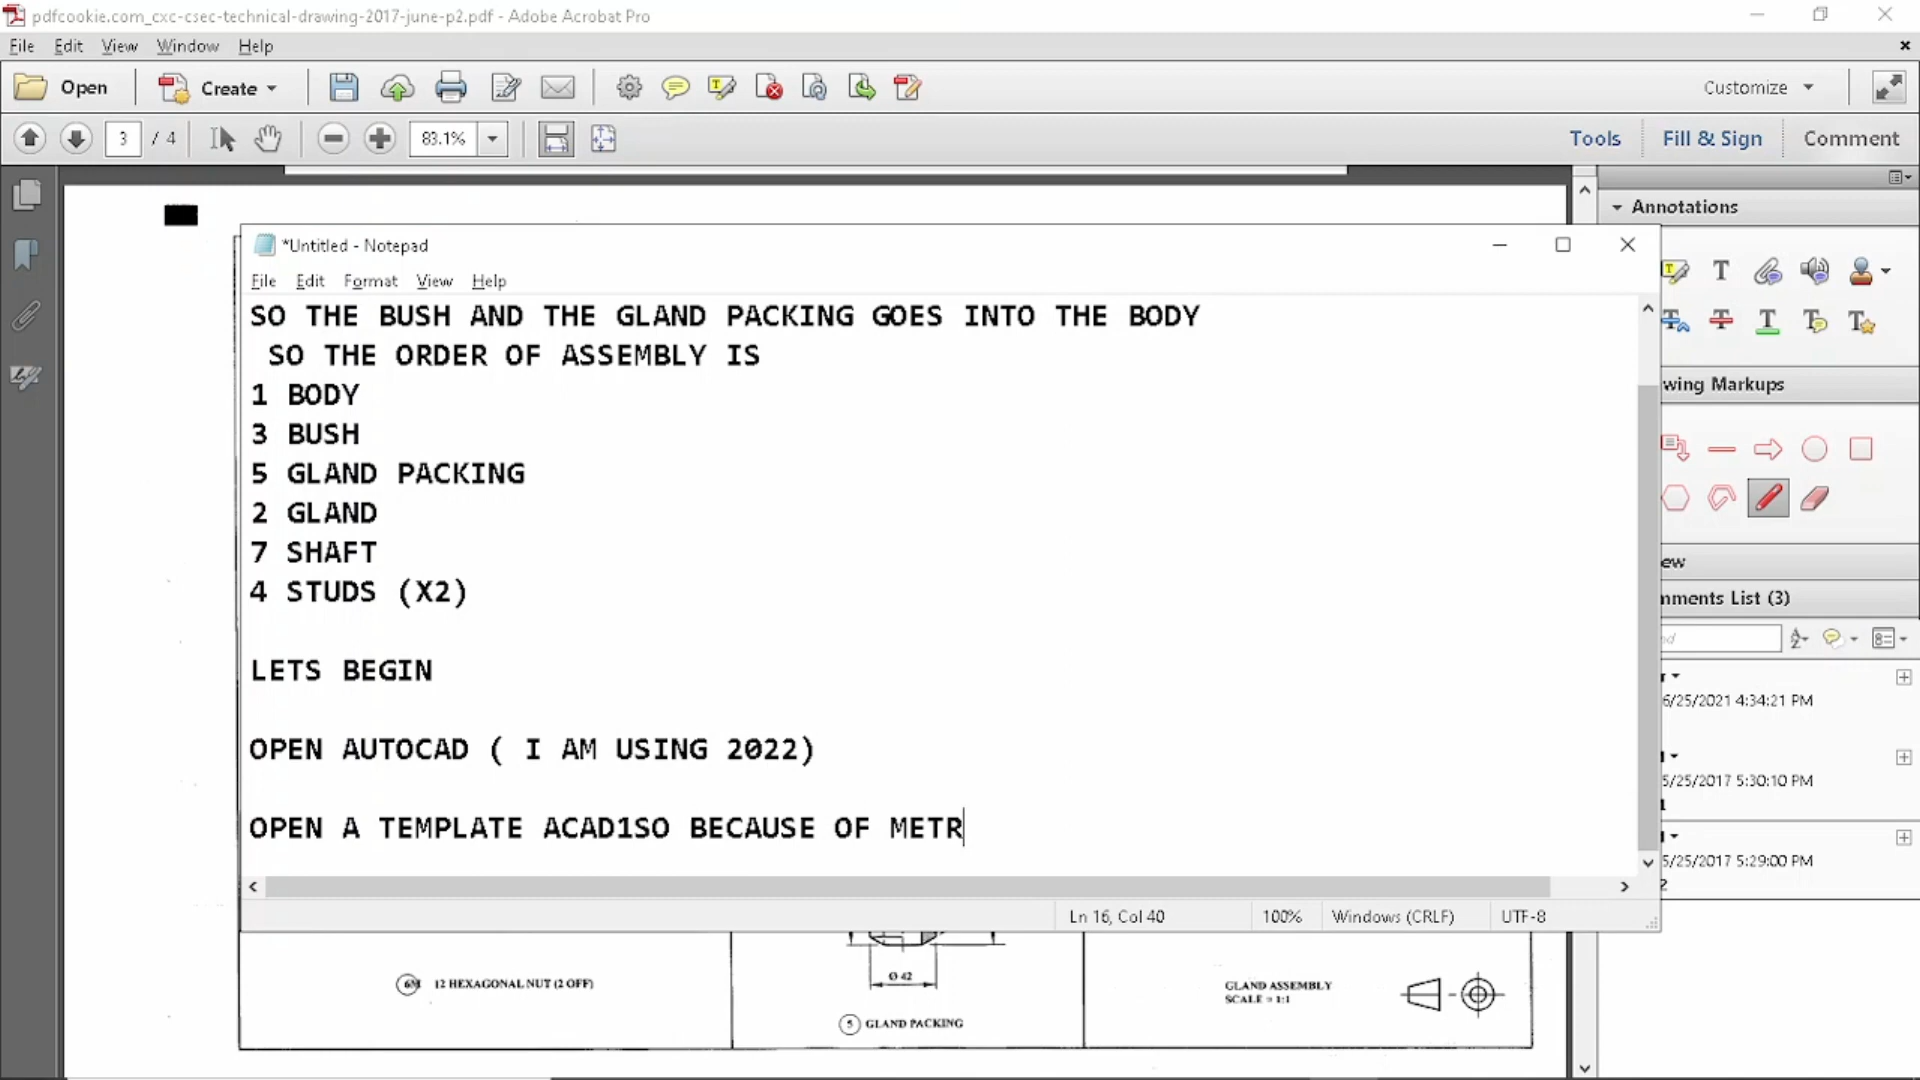 pdfcookie.com_cxc-csec-technical-drawing-2017-june-p2.pdf - Adobe Acrobat Pro
File Edit View Window Help
Open Create Customize
3 / 4 83.1% Tools Fill & Sign Comment
Annotations
*Untitled - Notepad
File Edit Format View Help
SO THE BUSH AND THE GLAND PACKING GOES INTO THE BODY
SO THE ORDER OF ASSEMBLY IS
1 BODY
3 BUSH
5 GLAND PACKING
2 GLAND
7 SHAFT
4 STUDS (X2)
LETS BEGIN
OPEN AUTOCAD ( I AM USING 2022)
OPEN A TEMPLATE ACAD1SO BECAUSE OF METR
Ln 16, Col 40 100% Windows (CRLF) UTF-8
wing Markups
ew
mments List (3)
6/25/2021 4:34:21 PM
5/25/2017 5:30:10 PM
5/25/2017 5:29:00 PM
12 HEXAGONAL NUT (2 OFF)
Ø 42
5 GLAND PACKING
GLAND ASSEMBLY
SCALE = 1:1